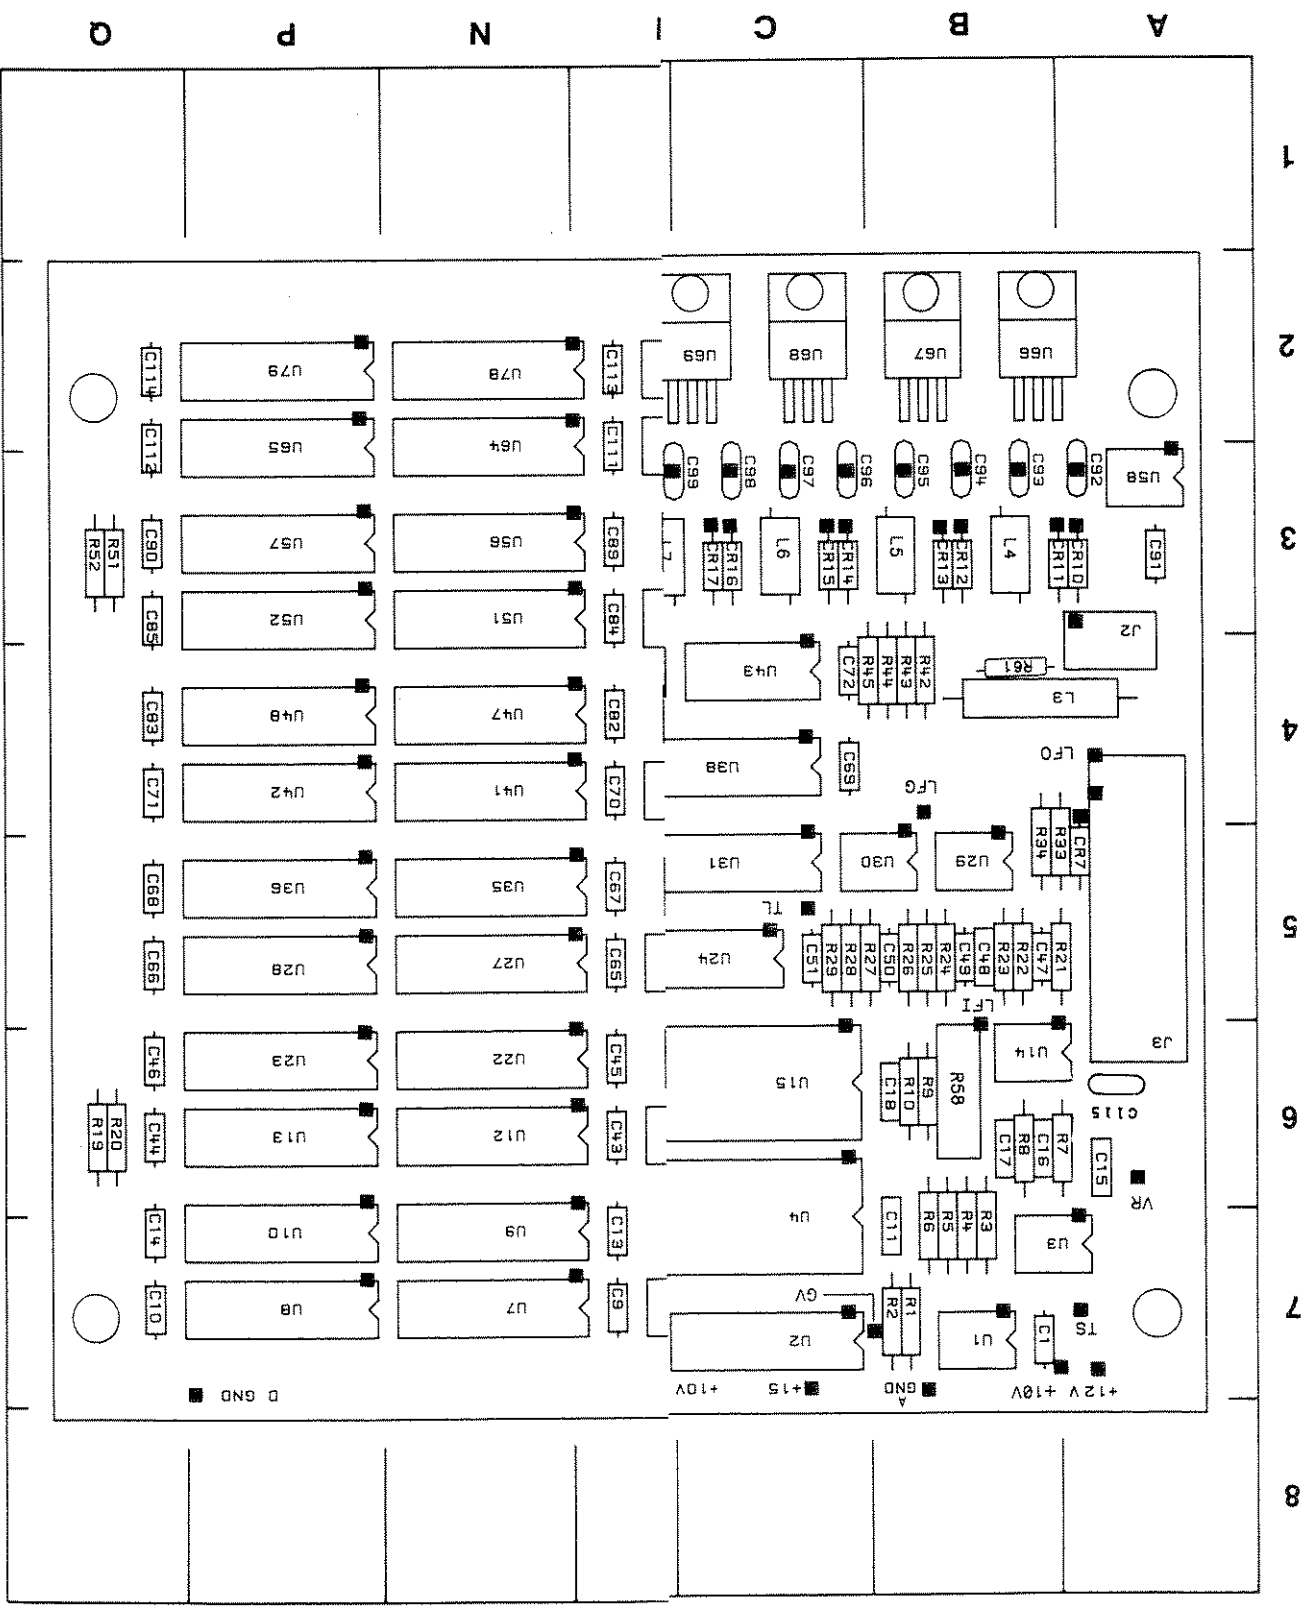 Q P N C B A
1
2
3
4
5
6
7
8
U69 U68 U67 U66
C114 U79 U78 C113
C112 U65 U64 C111
C99 C98 C97 C96 C95 C94 C93 C92 U58
R52 R51 C90 U57 U56 C89
CR17 CR16 L6 CR15 CR14 L5 CR13 CR12 L4 CR11 CR10 C91
C85 U52 U51 C84
J2
U43 C72 R45 R44 R43 R42 R61
L3
C83 U48 U47 C82
U38 C69 LFO
C71 U42 U41 C70
LFG
U31 U30 U29 R34 R33 CR7
C68 U36 U35 C67
TL
C66 U28 U27 C65
U24 C51 R29 R28 R27 C50 R26 R25 R24 C49 C48 R23 R22 C47 R21
LFI
J3
C46 U23 U22 C45
U15 C18 R10 R9 R58 U14
C115
R19 R20 C44 U13 U12 C43
C17 R8 C16 R7 C15
VR
C14 U10 U9 C13
U4 C11 R6 R5 R4 R3 U3
GV
C10 U8 U7 C9
U2 R2 R1 U1 C1 TS
D GND
+10V +15
A
GND
+10V +12V